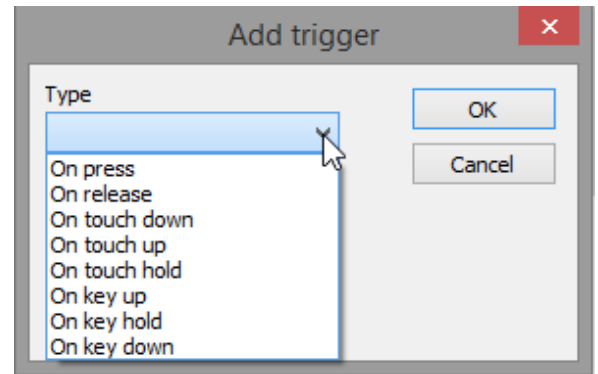 Add trigger
Type
OK
Cancel
On press
On release
On touch down
On touch up
On touch hold
On key up
On key hold
On key down